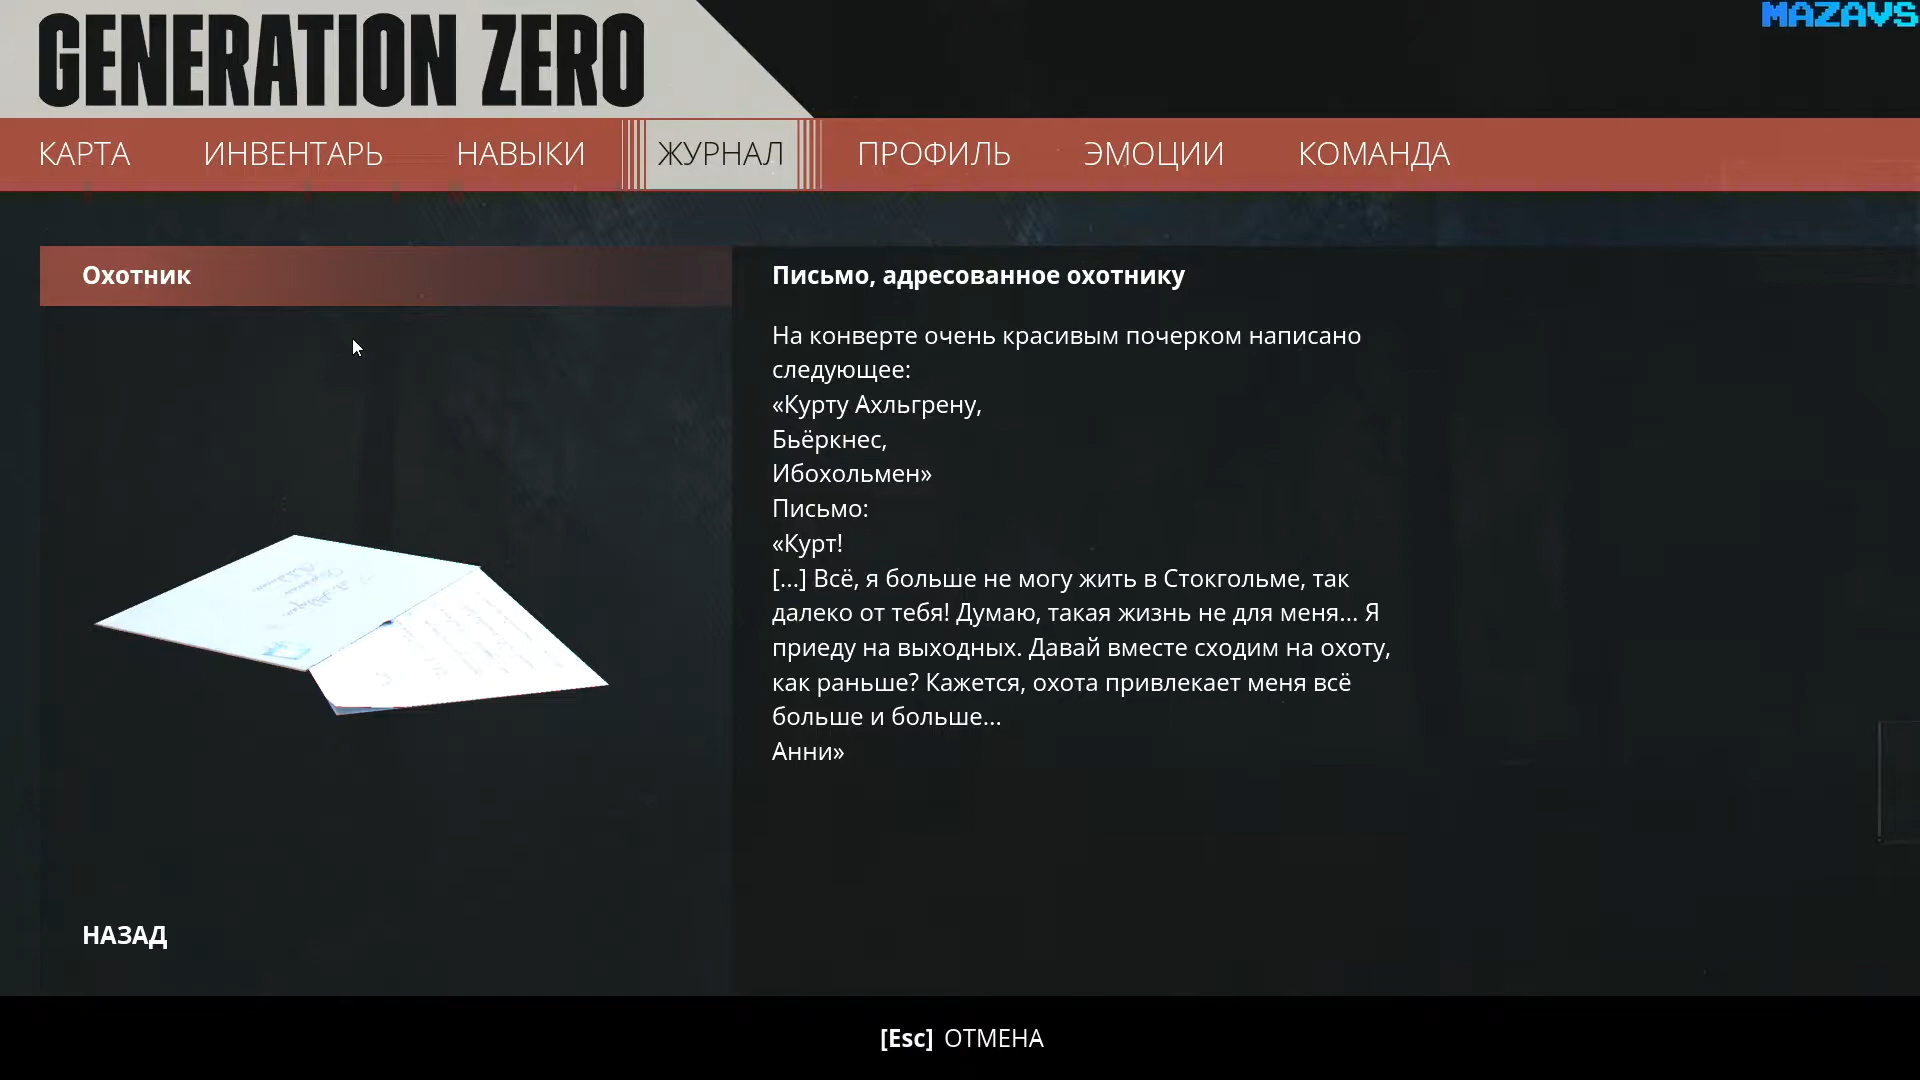 GENERATION ZERO
MAZAVS
КАРТА
ИНВЕНТАРЬ
НАВЫКИ
ЖУРНАЛ
ПРОФИЛЬ
ЭМОЦИИ
КОМАНДА
Охотник
Письмо, адресованное охотнику
На конверте очень красивым почерком написано
следующее:
«Курту Ахльгрену,
Бьёркнес,
Ибохольмен»
Письмо:
«Курт!
[...] Всё, я больше не могу жить в Стокгольме, так
далеко от тебя! Думаю, такая жизнь не для меня... Я
приеду на выходных. Давай вместе сходим на охоту,
как раньше? Кажется, охота привлекает меня всё
больше и больше...
Анни»
НАЗАД
[Esc] ОТМЕНА